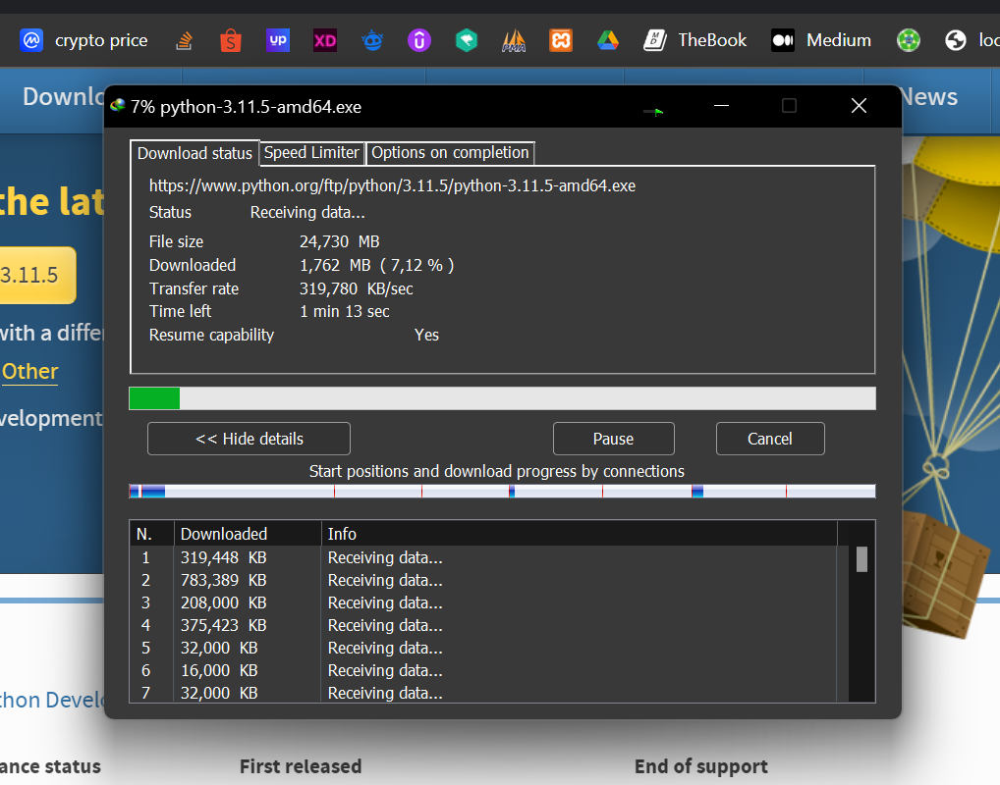 crypto price
up
XD
PMA
TheBook
Medium
loc
Downlo
News
7% python-3.11.5-amd64.exe
Download status
Speed Limiter
Options on completion
https://www.python.org/ftp/python/3.11.5/python-3.11.5-amd64.exe
Status Receiving data...
File size 24,730 MB
Downloaded 1,762 MB ( 7,12 % )
Transfer rate 319,780 KB/sec
Time left 1 min 13 sec
Resume capability Yes
the lat
3.11.5
with a differ
Other
velopment
<< Hide details
Pause
Cancel
Start positions and download progress by connections
N. Downloaded Info
1 319,448 KB Receiving data...
2 783,389 KB Receiving data...
3 208,000 KB Receiving data...
4 375,423 KB Receiving data...
5 32,000 KB Receiving data...
6 16,000 KB Receiving data...
7 32,000 KB Receiving data...
thon Develo
ance status
First released
End of support